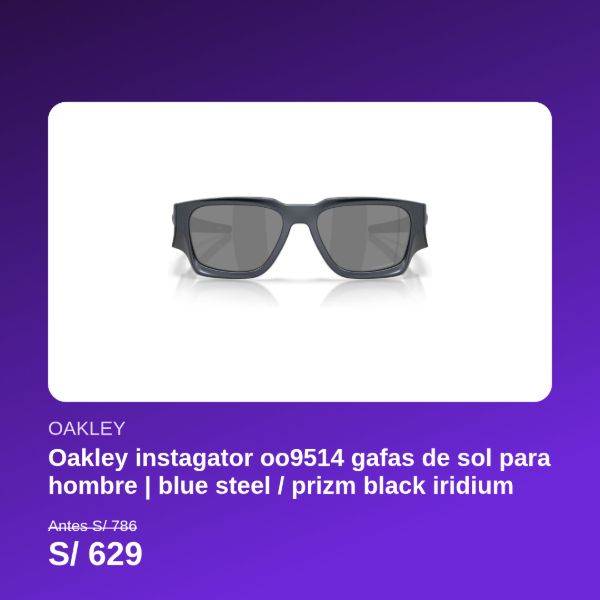 OAKLEY
Oakley instagator oo9514 gafas de sol para
hombre | blue steel / prizm black iridium
Antes S/ 786
S/ 629